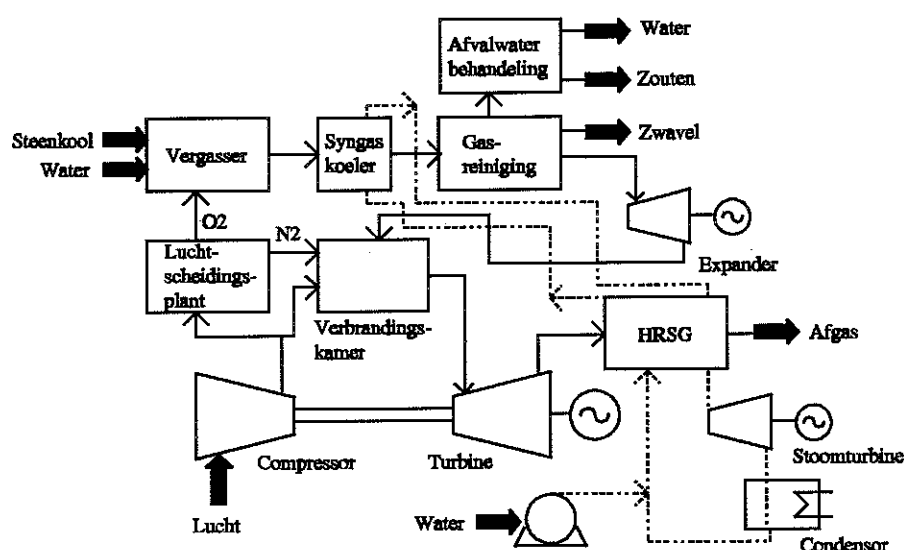 Afvalwater
behandeling
Water
Zouten
Steenkool
Water
Vergasser
Syngas
koeler
Gas-
reiniging
Zwavel
O2
N2
Lucht-
scheidings-
plant
Verbrandings-
kamer
Expander
HRSG
Afgas
Compressor
Turbine
Stoomturbine
Lucht
Water
Condensor